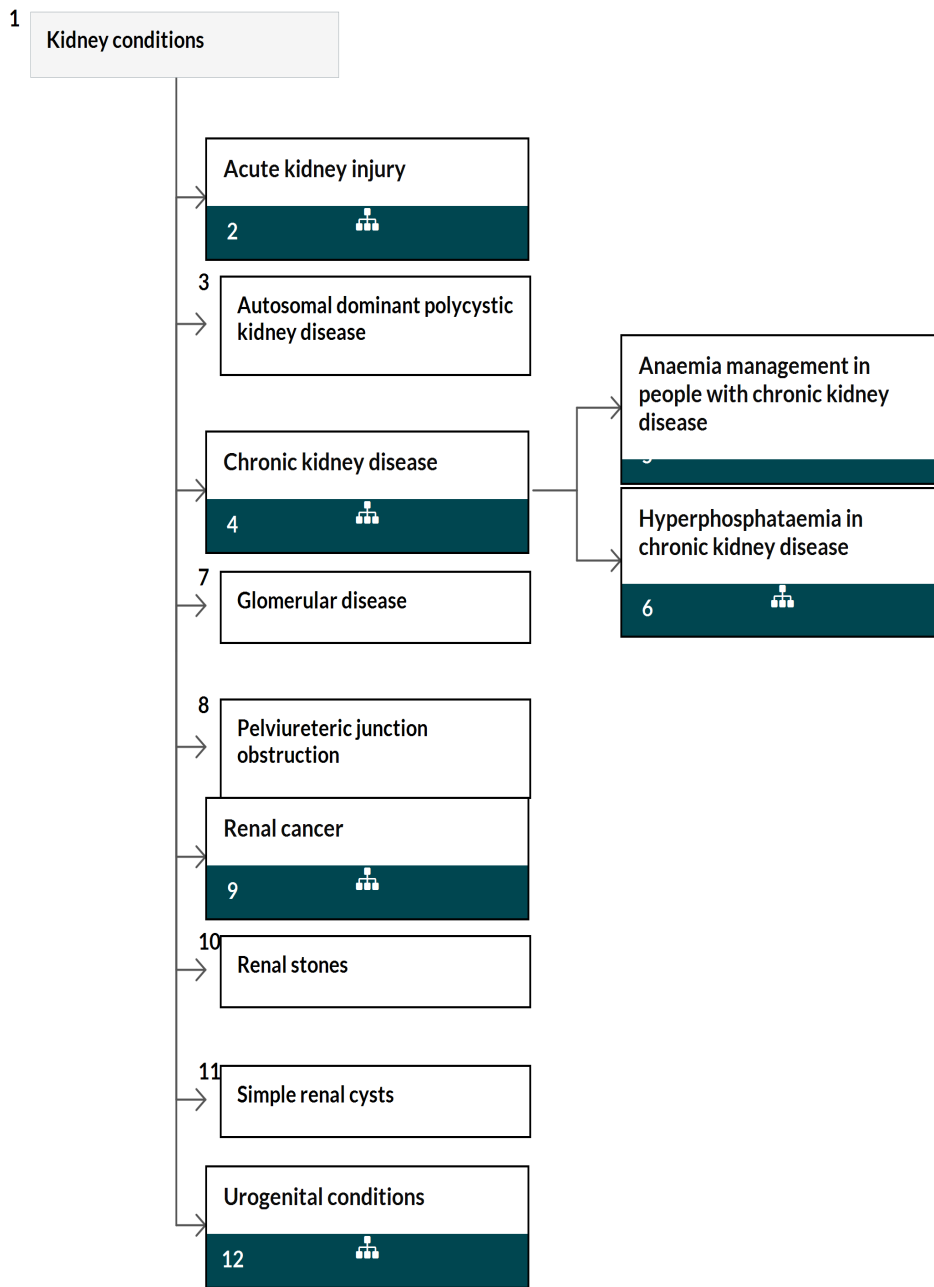 1
Kidney conditions
Acute kidney injury
2
3
Autosomal dominant polycystic
kidney disease
Anaemia management in
people with chronic kidney
disease
Chronic kidney disease
4
Hyperphosphataemia in
chronic kidney disease
6
7
Glomerular disease
8
Pelviureteric junction
obstruction
Renal cancer
9
10
Renal stones
11
Simple renal cysts
Urogenital conditions
12